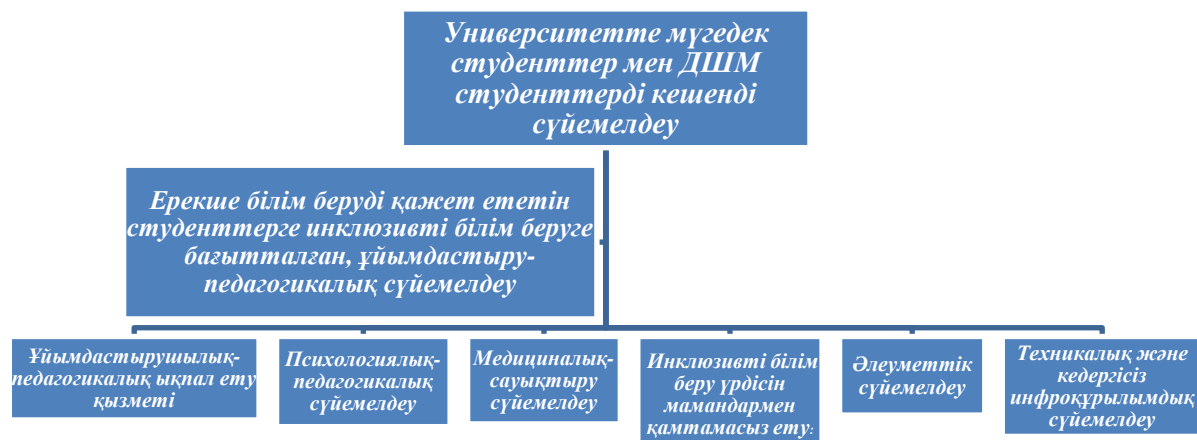 Университетте мүгедек
студенттер мен ДШМ
студенттерді кешенді
сүйемелдеу
Ерекше білім беруді қажет ететін
студенттерге инклюзивті білім беруге
бағытталған, ұйымдастыру-
педагогикалық сүйемелдеу
Ұйымдастырушылық-
педагогикалық ықпал ету
қызметі
Психологиялық-
педагогикалық
сүйемелдеу
Медициналық-
сауықтыру
сүйемелдеу
Инклюзивті білім
беру үрдісін
мамандармен
қамтамасыз ету:
Әлеуметтік
сүйемелдеу
Техникалық және
кедергісіз
инфроқұрылымдық
сүйемелдеу